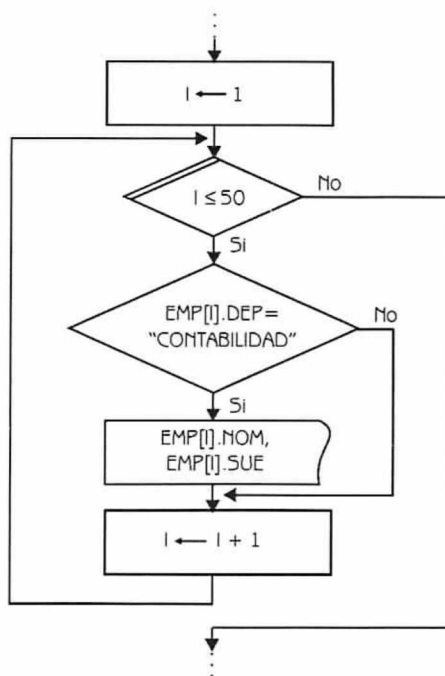 I ← 1
I ≤ 50
No
Si
EMP[I].DEP=
"CONTABILIDAD"
No
Si
EMP[I].NOM,
EMP[I].SUE
I ← I + 1